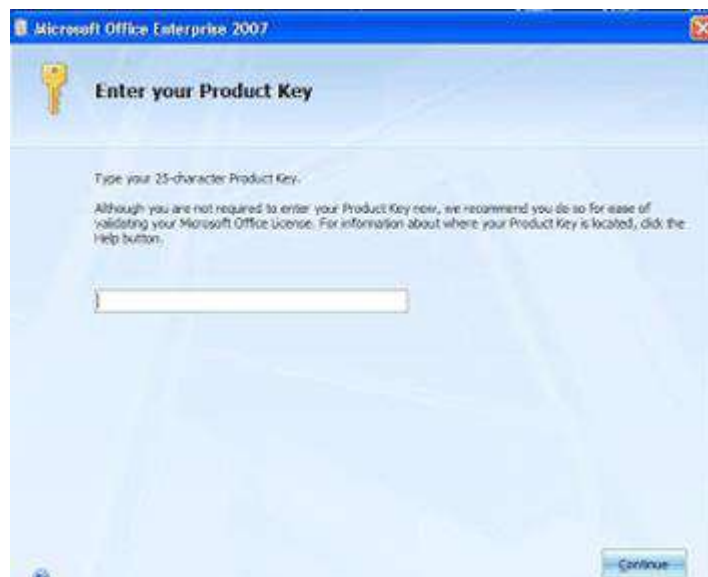 Microsoft Office Enterprise 2007
Enter your Product Key
Type your 25-character Product Key.
Although you are not required to enter your Product Key now, we recommend you do so for ease of
validating your Microsoft Office License. For information about where your Product Key is located, click the
Help button.
Continue